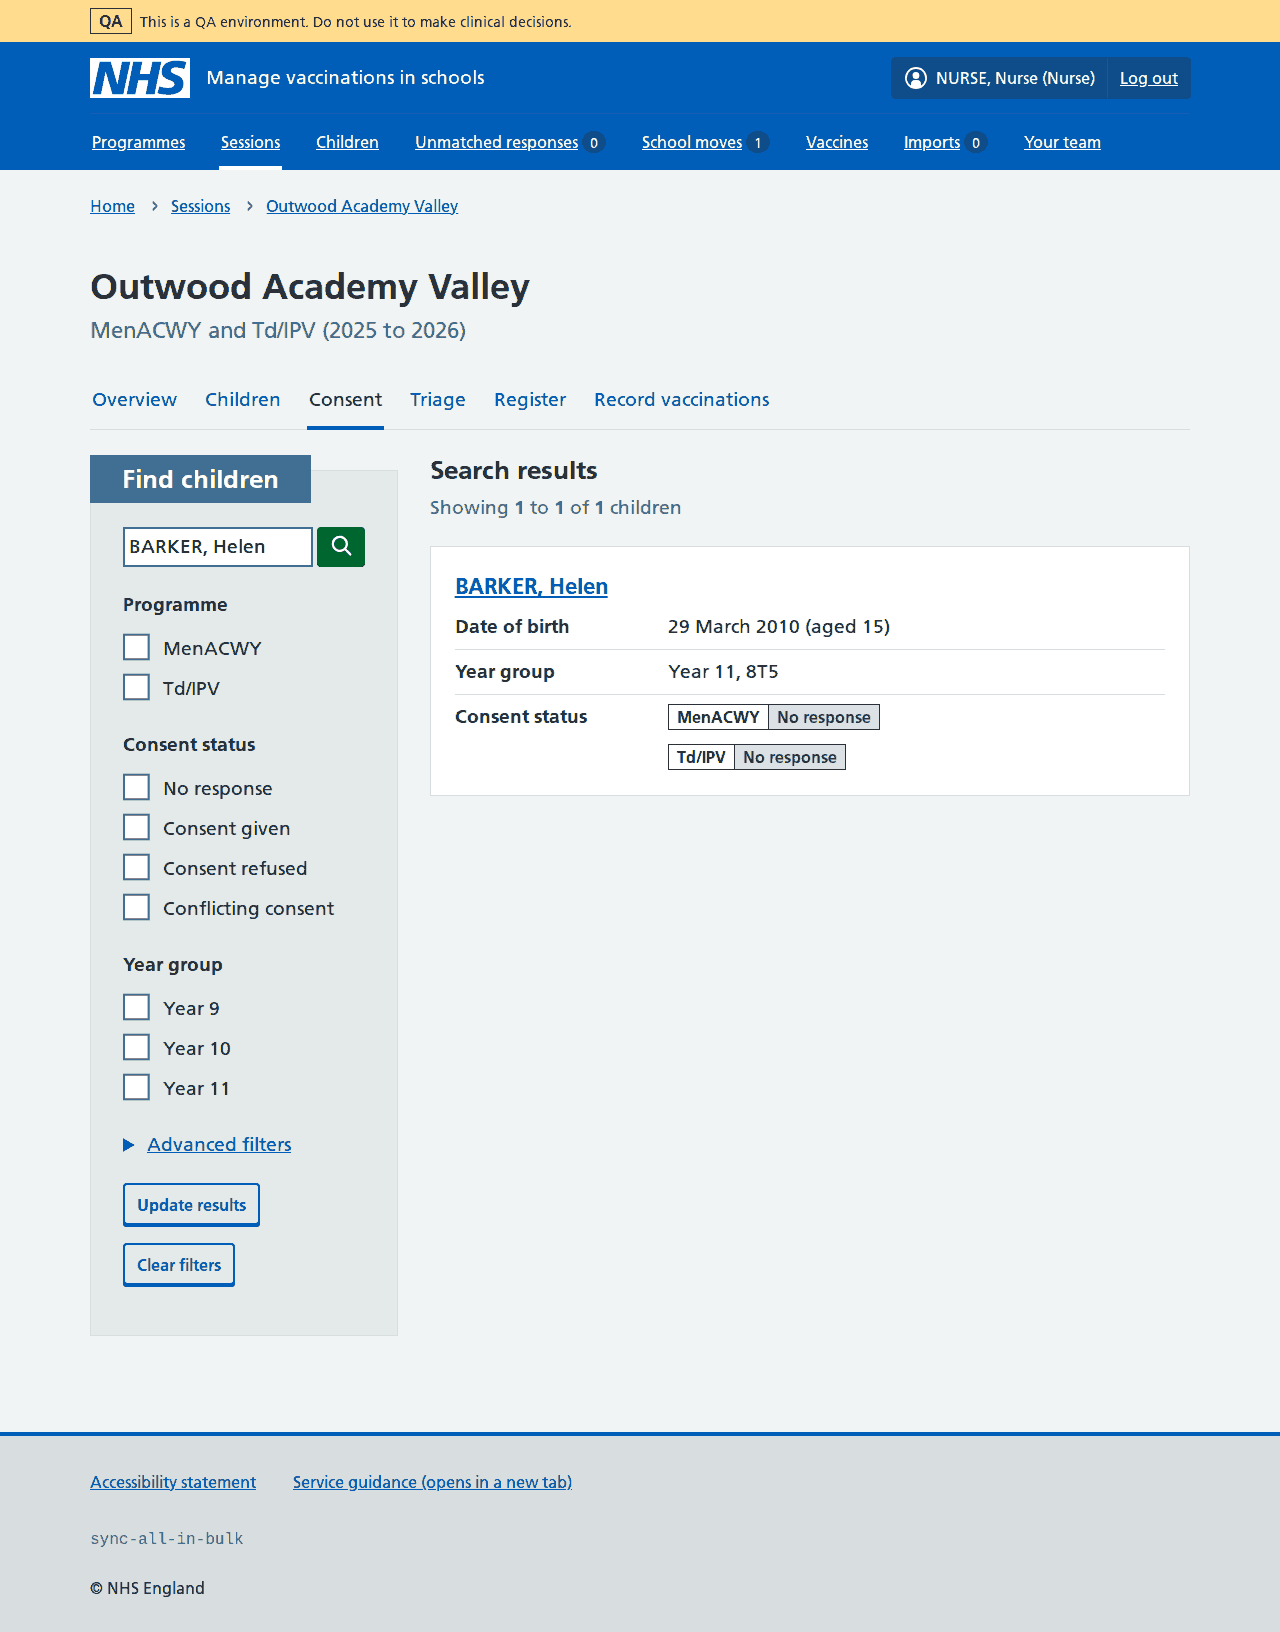 QA This is a QA environment. Do not use it to make clinical decisions.
NHS Manage vaccinations in schools NURSE, Nurse (Nurse) Log out
Programmes Sessions Children Unmatched responses 0 School moves 1 Vaccines Imports 0 Your team
Home Sessions Outwood Academy Valley
Outwood Academy Valley
MenACWY and Td/IPV (2025 to 2026)
Overview Children Consent Triage Register Record vaccinations
Find children
BARKER, Helen
Programme
MenACWY
Td/IPV
Consent status
No response
Consent given
Consent refused
Conflicting consent
Year group
Year 9
Year 10
Year 11
Advanced filters
Update results
Clear filters
Search results
Showing 1 to 1 of 1 children
BARKER, Helen
Date of birth 29 March 2010 (aged 15)
Year group Year 11, 8T5
Consent status MenACWY No response
Td/IPV No response
Accessibility statement Service guidance (opens in a new tab)
sync-all-in-bulk
© NHS England